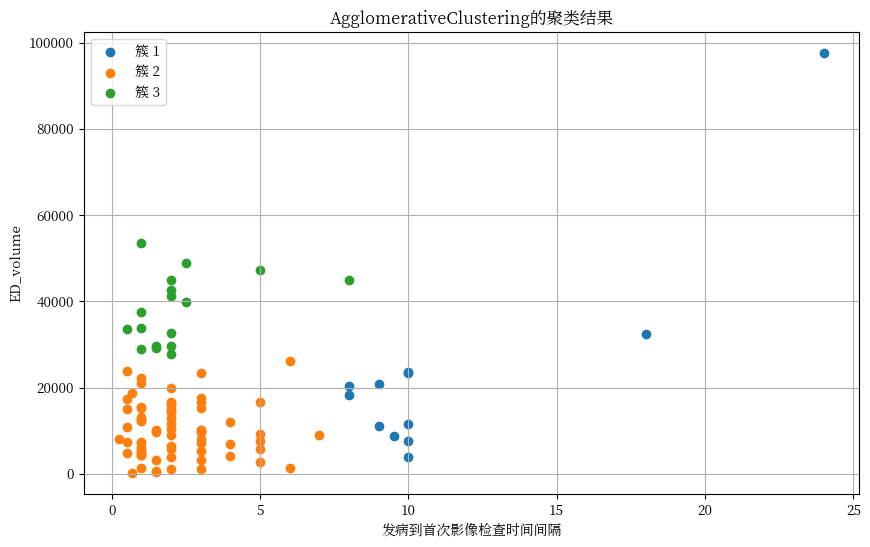 AgglomerativeClustering的聚类结果
100000
80000
60000
40000
20000
0
ED_volume
簇 1
簇 2
簇 3
0 5 10 15 20 25
发病到首次影像检查时间间隔